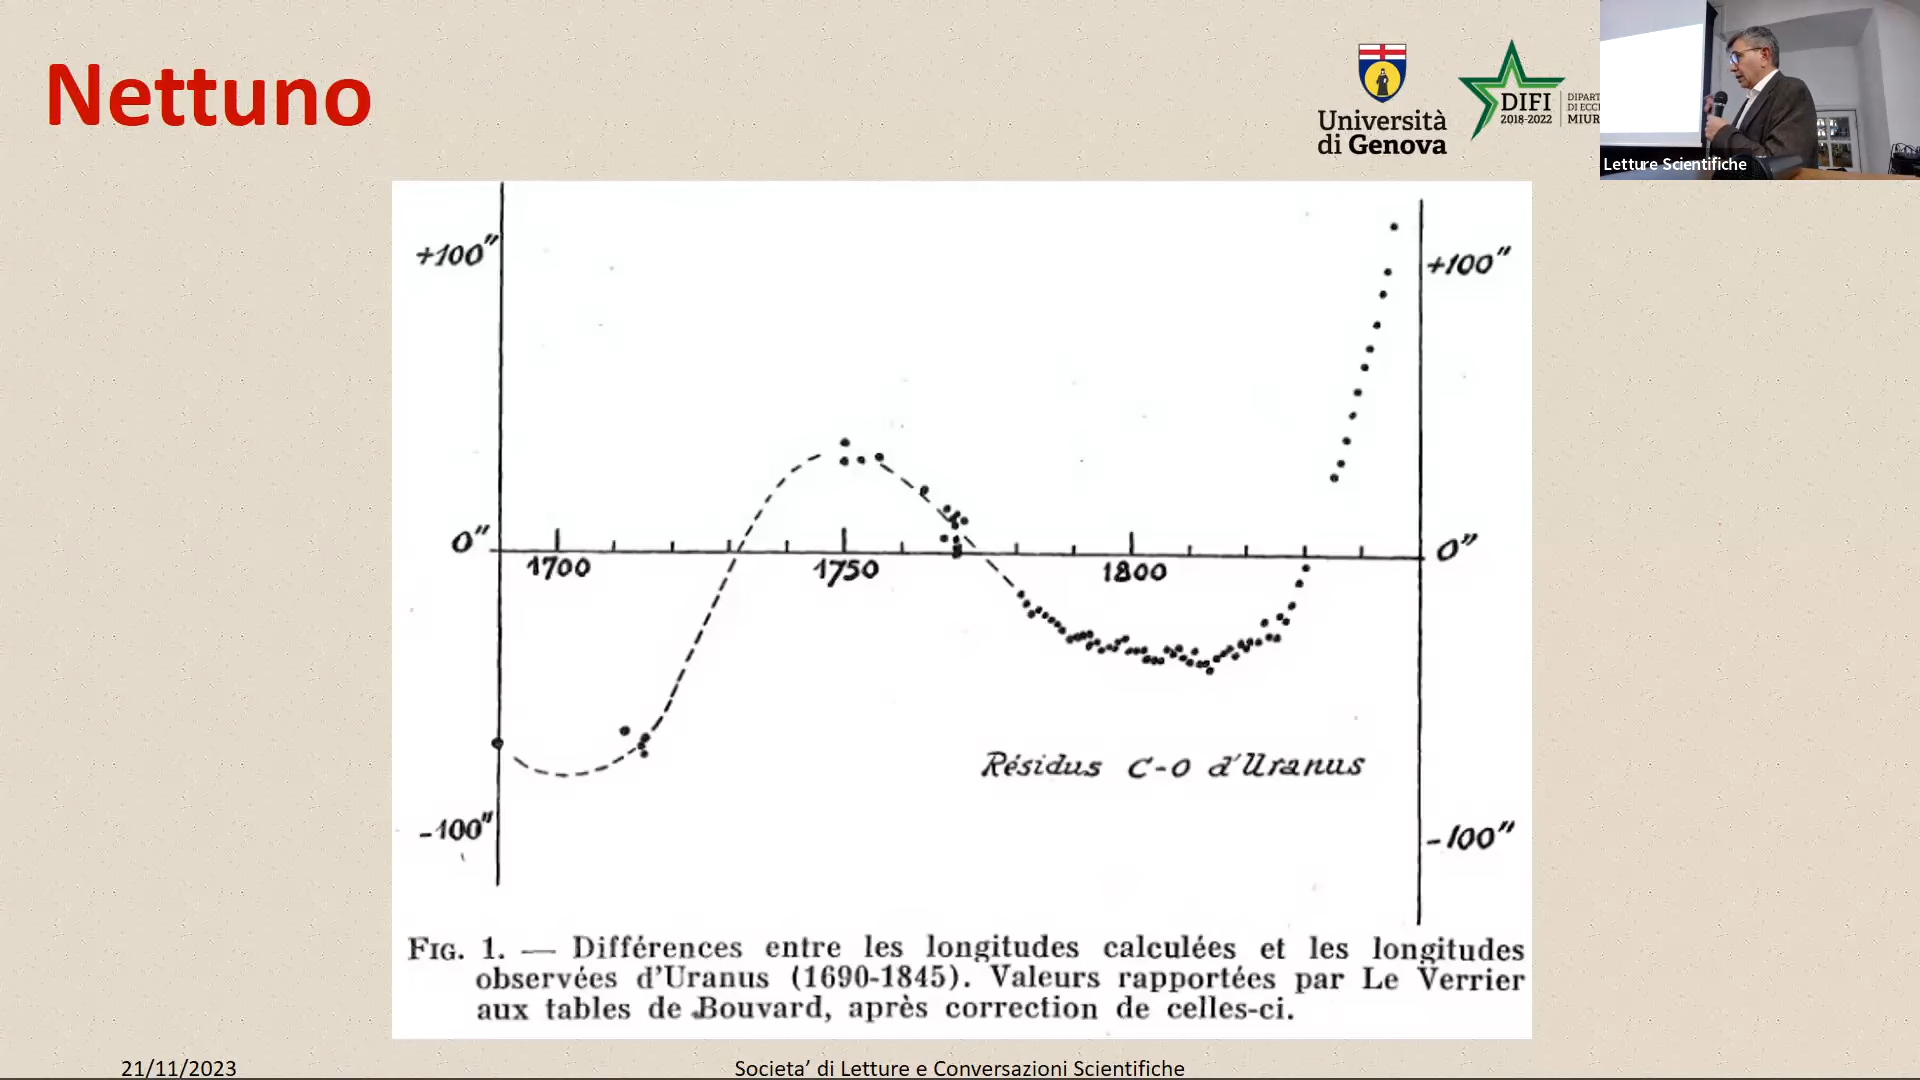 Nettuno
Università
di Genova
DIFI
2018-2022
DIPART
DI ECC
MIUR
Letture Scientifiche
+100"
+100"
0"
0"
1700
1750
1800
Résidus C-O d'Uranus
-100"
-100"
FIG. 1. — Différences entre les longitudes calculées et les longitudes
observées d'Uranus (1690-1845). Valeurs rapportées par Le Verrier
aux tables de Bouvard, après correction de celles-ci.
21/11/2023
Societa' di Letture e Conversazioni Scientifiche